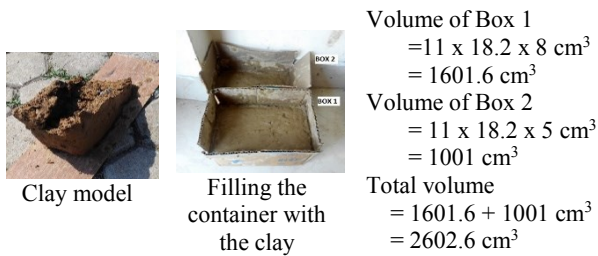 BOX 2
BOX 1
Clay model
Filling the
container with
the clay
Volume of Box 1
=11 x 18.2 x 8 cm³
= 1601.6 cm³
Volume of Box 2
= 11 x 18.2 x 5 cm³
= 1001 cm³
Total volume
= 1601.6 + 1001 cm³
= 2602.6 cm³